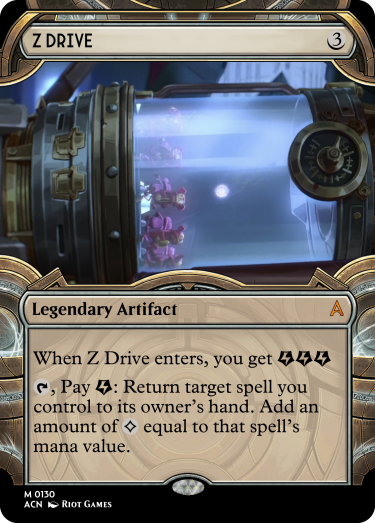 Z DRIVE 3
Legendary Artifact
When Z Drive enters, you get
, Pay : Return target spell you
control to its owner's hand. Add an
amount of equal to that spell's
mana value.
M 0130
ACN RIOT GAMES